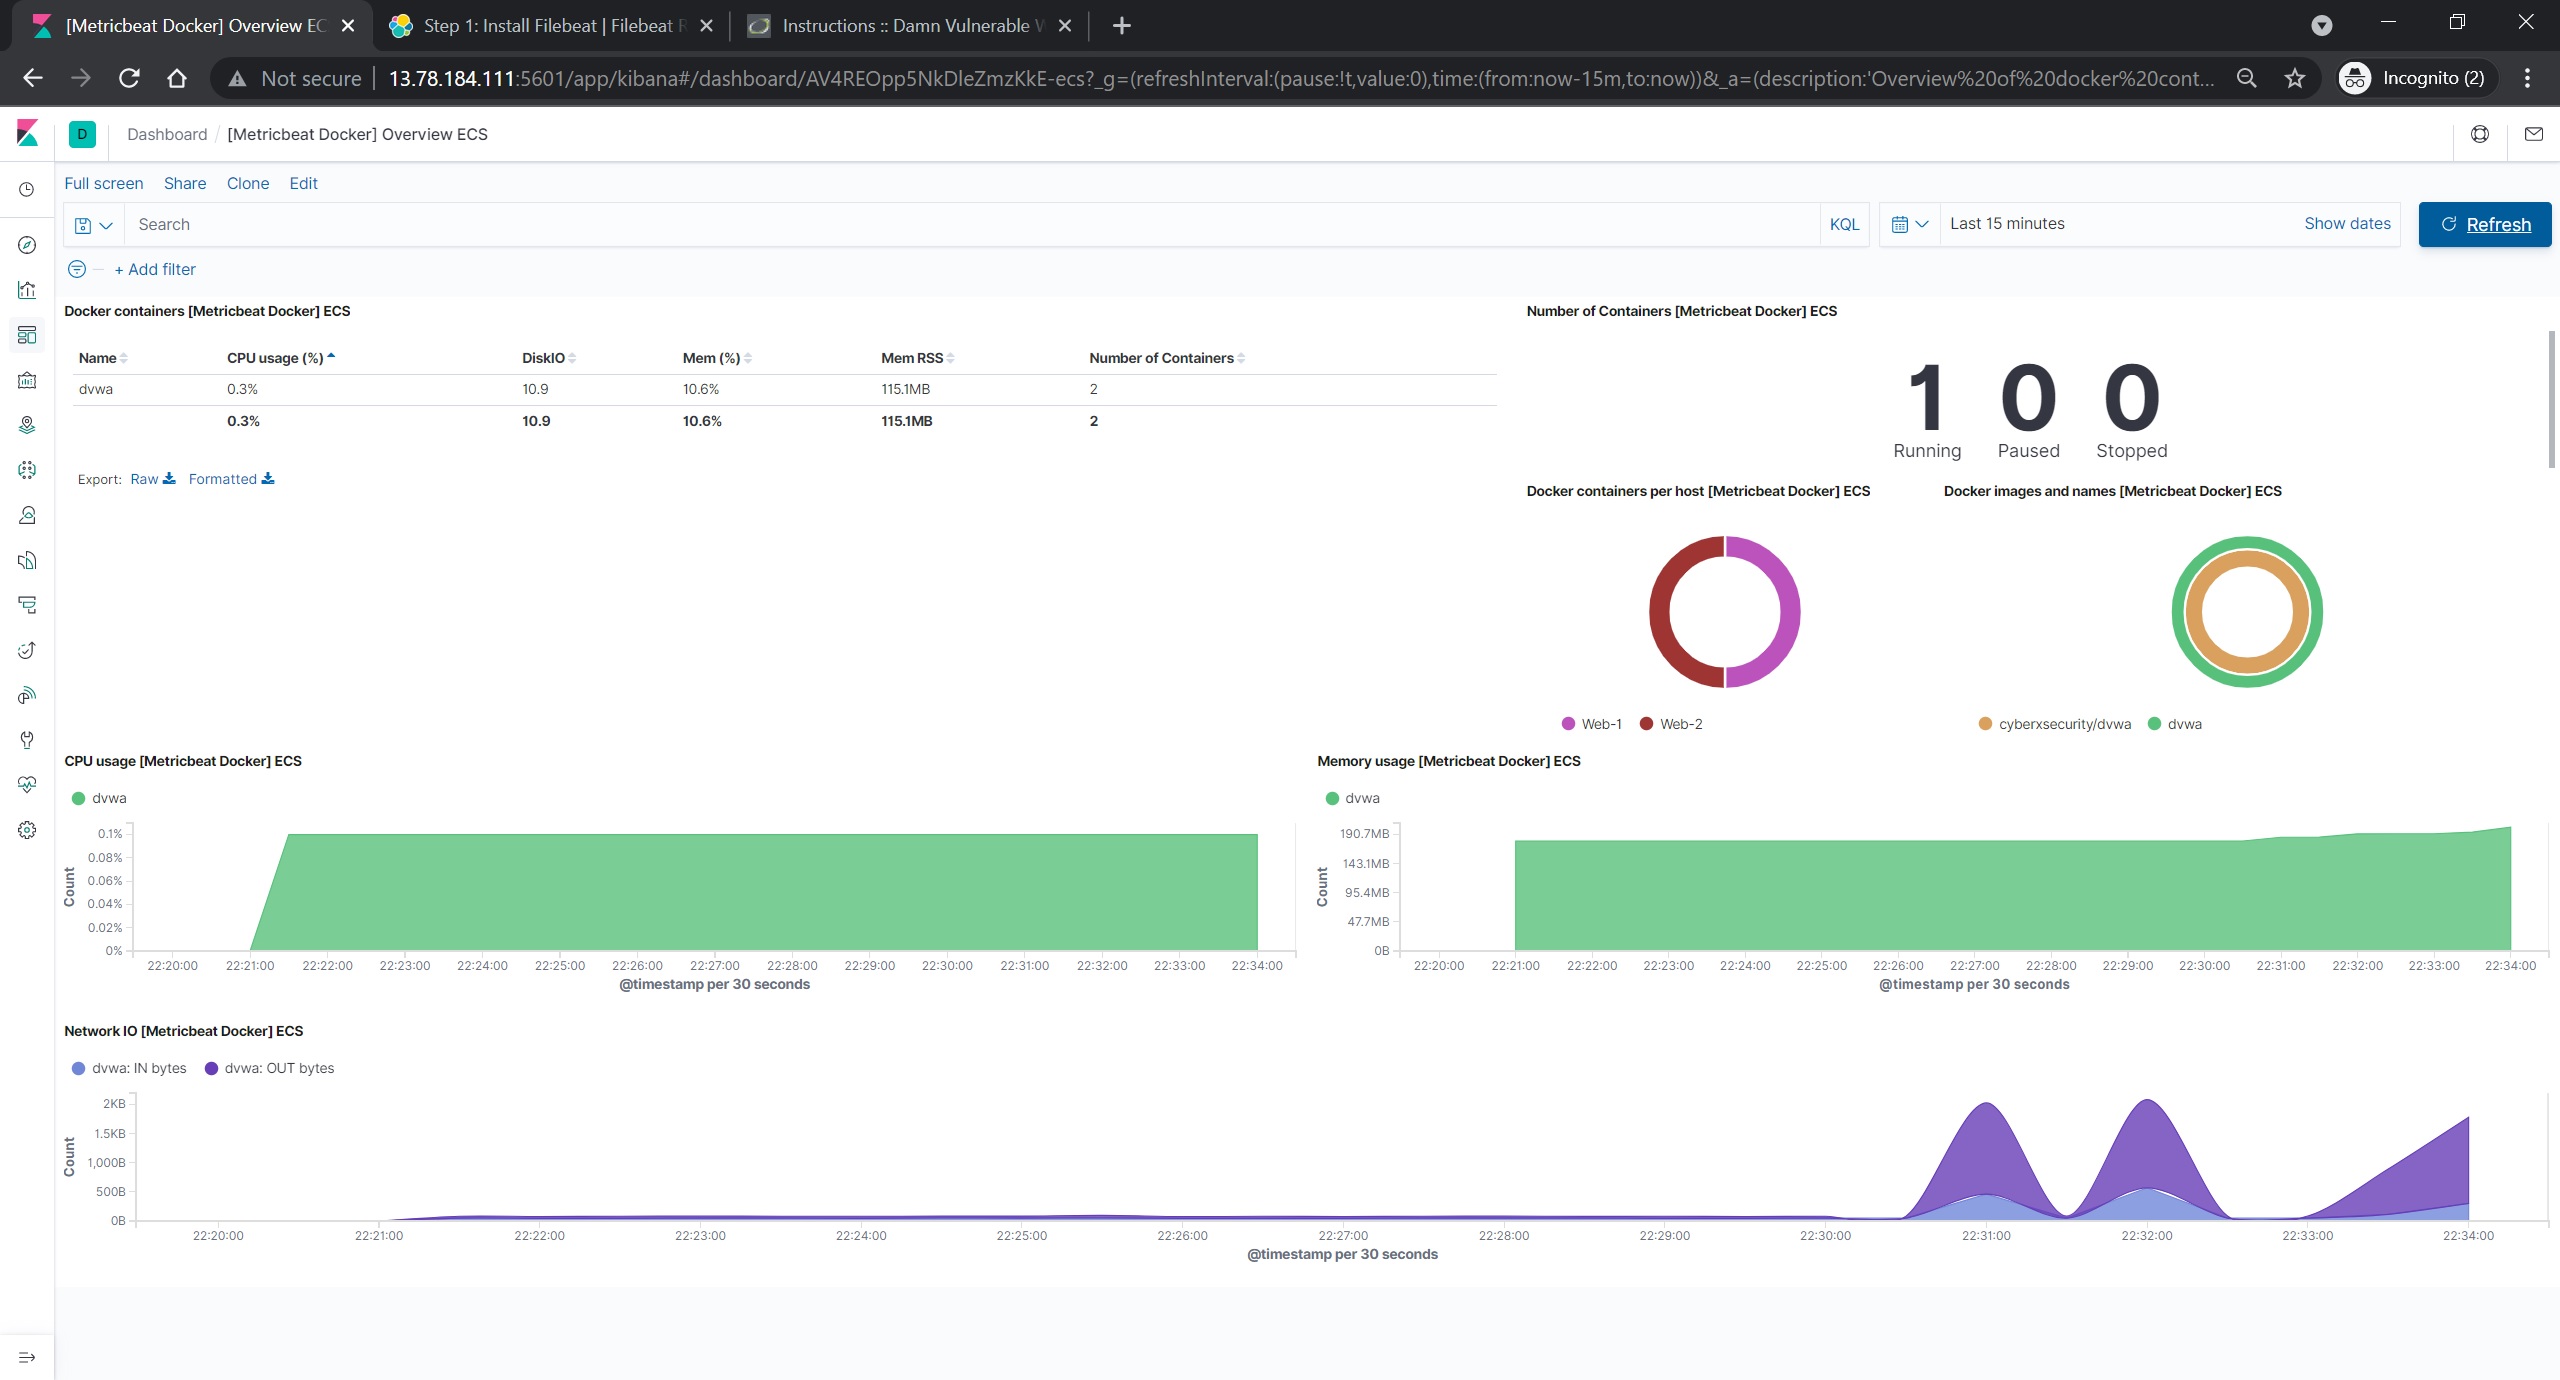 [Metricbeat Docker] Overview EC
Step 1: Install Filebeat | Filebeat R
Instructions :: Damn Vulnerable W
Not secure 13.78.184.111:5601/app/kibana#/dashboard/AV4REOpp5NkDleZmzKkE-ecs?_g=(refreshInterval:(pause:!t,value:0),time:(from:now-15m,to:now))&_a=(description:'Overview%20of%20docker%20cont...
Incognito (2)
D Dashboard / [Metricbeat Docker] Overview ECS
Full screen Share Clone Edit
Search KQL Last 15 minutes Show dates Refresh
+ Add filter
Docker containers [Metricbeat Docker] ECS
Name CPU usage (%) DiskIO Mem (%) Mem RSS Number of Containers
dvwa 0.3% 10.9 10.6% 115.1MB 2
0.3% 10.9 10.6% 115.1MB 2
Export: Raw Formatted
Number of Containers [Metricbeat Docker] ECS
1 0 0
Running Paused Stopped
Docker containers per host [Metricbeat Docker] ECS
Web-1 Web-2
Docker images and names [Metricbeat Docker] ECS
cyberxsecurity/dvwa dvwa
CPU usage [Metricbeat Docker] ECS
dvwa
Count
0.1%
0.08%
0.06%
0.04%
0.02%
0%
22:20:00 22:21:00 22:22:00 22:23:00 22:24:00 22:25:00 22:26:00 22:27:00 22:28:00 22:29:00 22:30:00 22:31:00 22:32:00 22:33:00 22:34:00
@timestamp per 30 seconds
Memory usage [Metricbeat Docker] ECS
dvwa
Count
190.7MB
143.1MB
95.4MB
47.7MB
0B
22:20:00 22:21:00 22:22:00 22:23:00 22:24:00 22:25:00 22:26:00 22:27:00 22:28:00 22:29:00 22:30:00 22:31:00 22:32:00 22:33:00 22:34:00
@timestamp per 30 seconds
Network IO [Metricbeat Docker] ECS
dvwa: IN bytes dvwa: OUT bytes
Count
2KB
1.5KB
1,000B
500B
0B
22:20:00 22:21:00 22:22:00 22:23:00 22:24:00 22:25:00 22:26:00 22:27:00 22:28:00 22:29:00 22:30:00 22:31:00 22:32:00 22:33:00 22:34:00
@timestamp per 30 seconds